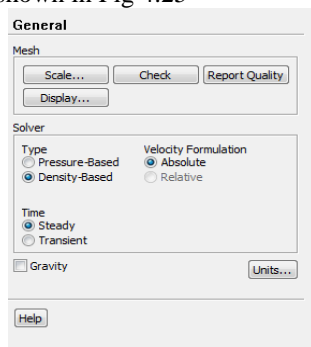 shown in Fig 4.23
General
Mesh
Scale... Check Report Quality
Display...
Solver
Type Velocity Formulation
Pressure-Based Absolute
Density-Based Relative
Time
Steady
Transient
Gravity Units...
Help